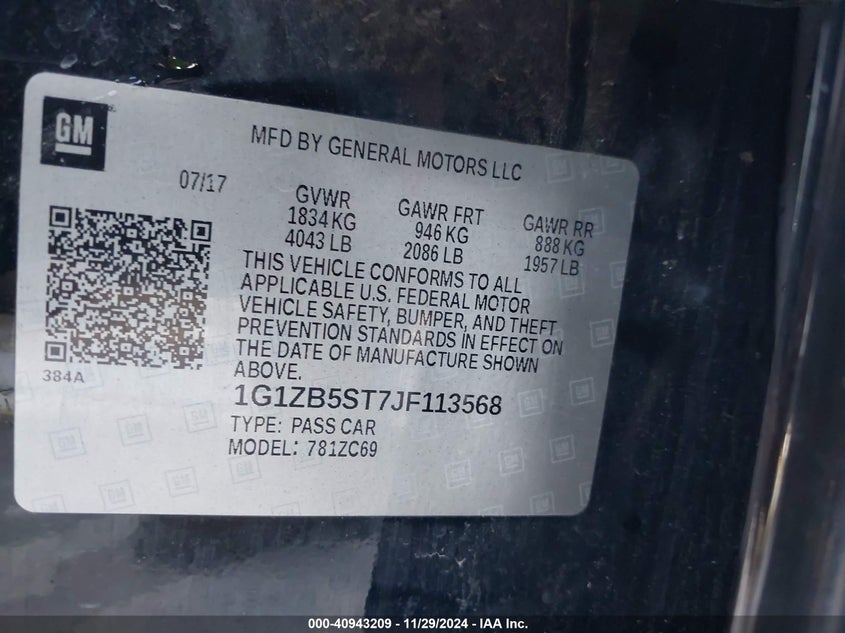 GM
MFD BY GENERAL MOTORS LLC
07/17
GVWR
1834 KG
4043 LB
GAWR FRT
946 KG
2086 LB
GAWR RR
888 KG
1957 LB
THIS VEHICLE CONFORMS TO ALL
APPLICABLE U.S. FEDERAL MOTOR
VEHICLE SAFETY, BUMPER, AND THEFT
PREVENTION STANDARDS IN EFFECT ON
THE DATE OF MANUFACTURE SHOWN
ABOVE.
384A
1G1ZB5ST7JF113568
TYPE: PASS CAR
MODEL: 781ZC69
000-40943209 - 11/29/2024 - IAA Inc.